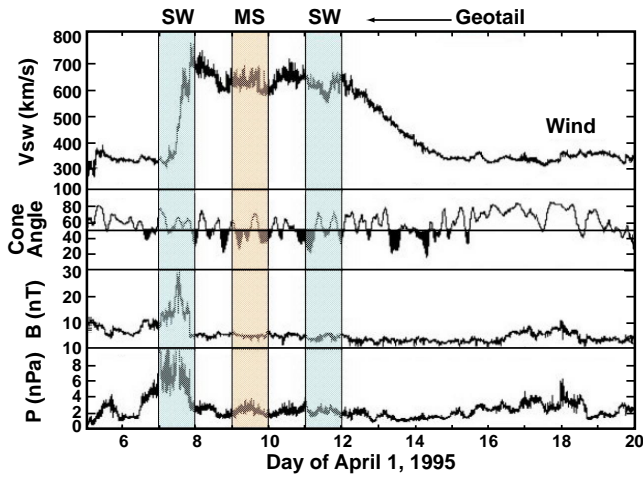 SW MS SW Geotail
800
700
600
500
400
300
Vsw (km/s)
Wind
100
80
60
40
20
Cone
Angle
30
20
10
B (nT)
10
8
6
4
2
0
P (nPa)
6 8 10 12 14 16 18 20
Day of April 1, 1995